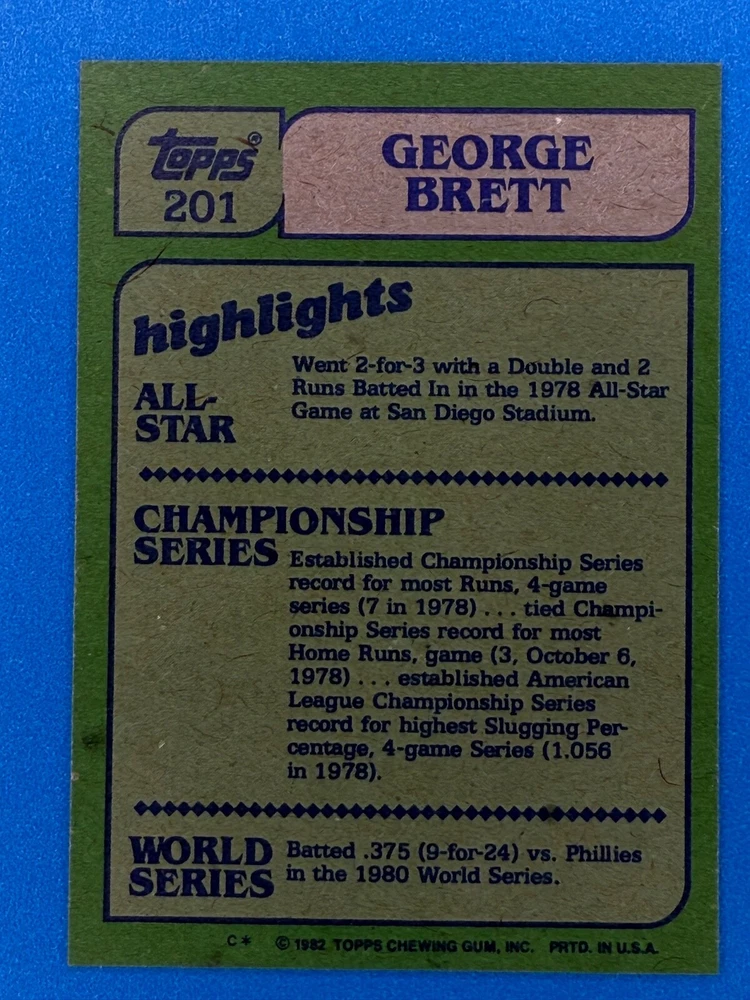 topps®
201
GEORGE
BRETT
highlights
ALL-
STAR
Went 2-for-3 with a Double and 2
Runs Batted In in the 1978 All-Star
Game at San Diego Stadium.
CHAMPIONSHIP
SERIES
Established Championship Series
record for most Runs, 4-game
series (7 in 1978) . . . tied Champi-
onship Series record for most
Home Runs, game (3, October 6,
1978) . . . established American
League Championship Series
record for highest Slugging Per-
centage, 4-game Series (1.056
in 1978).
WORLD
SERIES
Batted .375 (9-for-24) vs. Phillies
in the 1980 World Series.
C* © 1982 TOPPS CHEWING GUM, INC. PRTD. IN U.S.A.